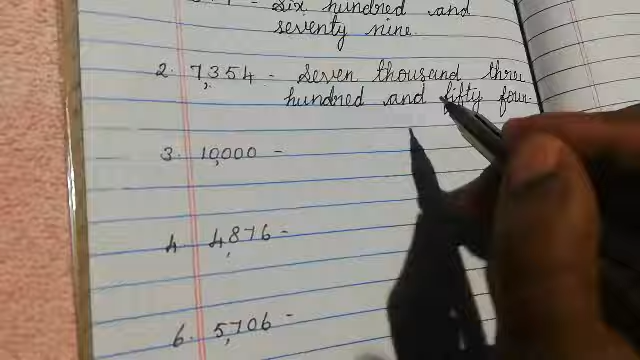 Six hundred and
seventy nine.
2. 7,354 - Seven thousand three
hundred and fifty four.
3. 10,000 -
4. 4,876 -
6. 5,706 -